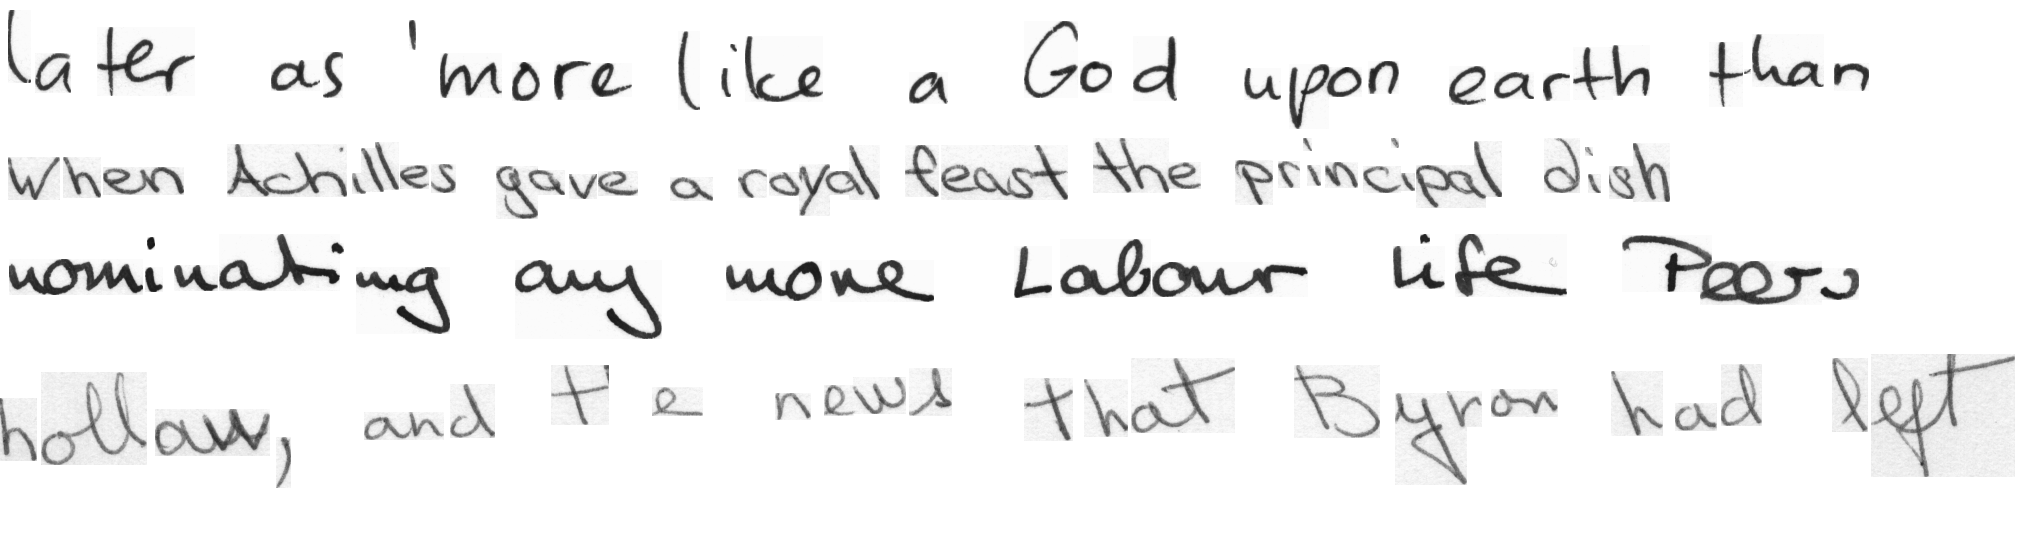 later as 'more like a God upon earth than
When Achilles gave a royal feast the principal dish
nominating any more Labour Life Peers
hollow, and t e news that Byron had left